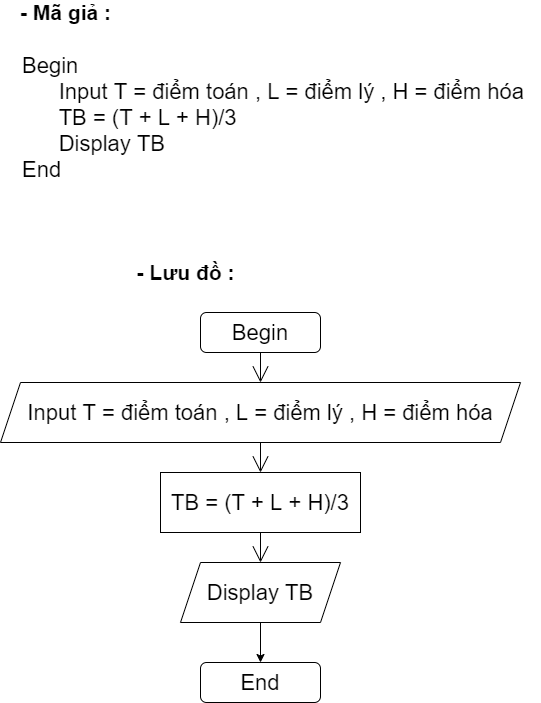 - Mã giả :
Begin
Input T = điểm toán , L = điểm lý , H = điểm hóa
TB = (T + L + H)/3
Display TB
End
- Lưu đồ :
Begin
Input T = điểm toán , L = điểm lý , H = điểm hóa
TB = (T + L + H)/3
Display TB
End